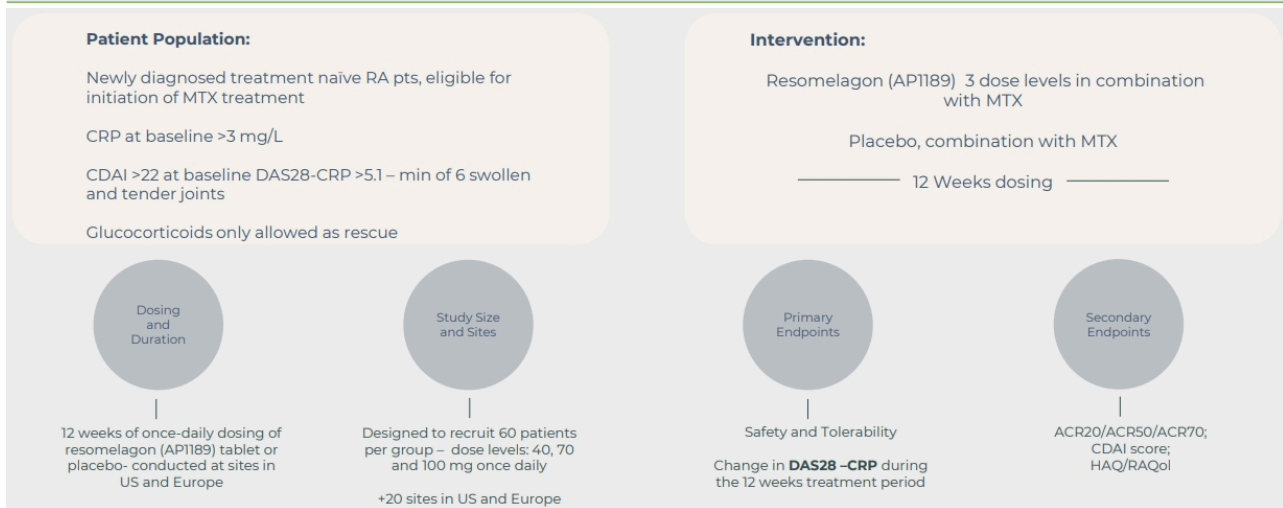 Patient Population:
Newly diagnosed treatment naïve RA pts, eligible for
initiation of MTX treatment
CRP at baseline >3 mg/L
CDAI >22 at baseline DAS28-CRP >5.1 – min of 6 swollen
and tender joints
Glucocorticoids only allowed as rescue
Intervention:
Resomelagon (AP1189) 3 dose levels in combination
with MTX
Placebo, combination with MTX
12 Weeks dosing
Dosing
and
Duration
12 weeks of once-daily dosing of
resomelagon (AP1189) tablet or
placebo- conducted at sites in
US and Europe
Study Size
and Sites
Designed to recruit 60 patients
per group – dose levels: 40, 70
and 100 mg once daily
+20 sites in US and Europe
Primary
Endpoints
Safety and Tolerability
Change in DAS28 –CRP during
the 12 weeks treatment period
Secondary
Endpoints
ACR20/ACR50/ACR70;
CDAI score;
HAQ/RAQol